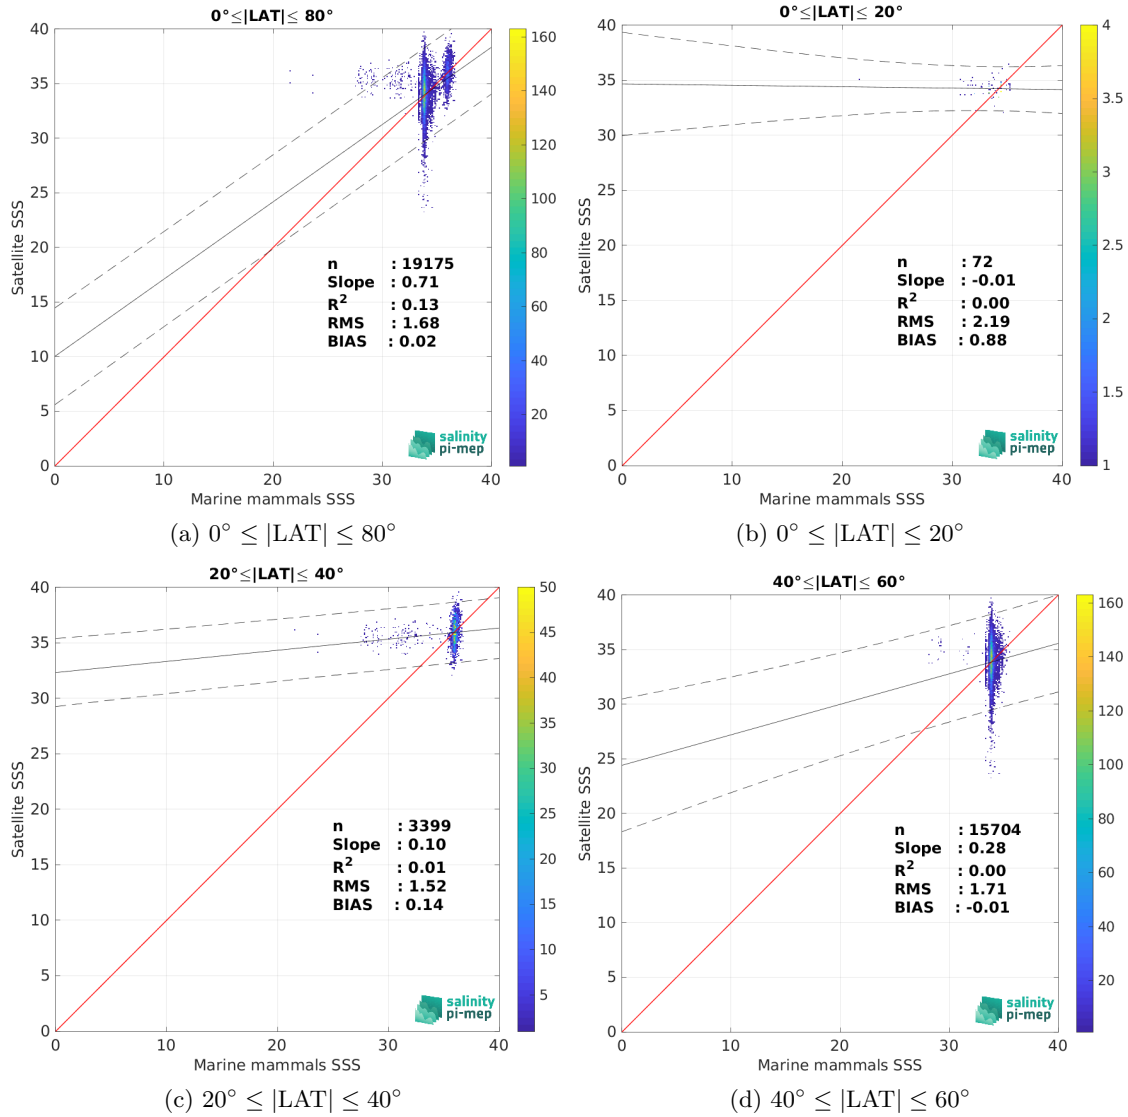 0°≤|LAT|≤ 80°
Satellite SSS
40
35
30
25
20
15
10
5
0
0
10
20
30
40
Marine mammals SSS
n : 19175
Slope : 0.71
R² : 0.13
RMS : 1.68
BIAS : 0.02
salinity
pi-mep
160
140
120
100
80
60
40
20
(a) 0° ≤ |LAT| ≤ 80°
0°≤|LAT|≤ 20°
Satellite SSS
40
35
30
25
20
15
10
5
0
0
10
20
30
40
Marine mammals SSS
n : 72
Slope : -0.01
R² : 0.00
RMS : 2.19
BIAS : 0.88
salinity
pi-mep
4
3.5
3
2.5
2
1.5
1
(b) 0° ≤ |LAT| ≤ 20°
20°≤|LAT|≤ 40°
Satellite SSS
40
35
30
25
20
15
10
5
0
0
10
20
30
40
Marine mammals SSS
n : 3399
Slope : 0.10
R² : 0.01
RMS : 1.52
BIAS : 0.14
salinity
pi-mep
50
45
40
35
30
25
20
15
10
5
(c) 20° ≤ |LAT| ≤ 40°
40°≤|LAT|≤ 60°
Satellite SSS
40
35
30
25
20
15
10
5
0
0
10
20
30
40
Marine mammals SSS
n : 15704
Slope : 0.28
R² : 0.00
RMS : 1.71
BIAS : -0.01
salinity
pi-mep
160
140
120
100
80
60
40
20
(d) 40° ≤ |LAT| ≤ 60°